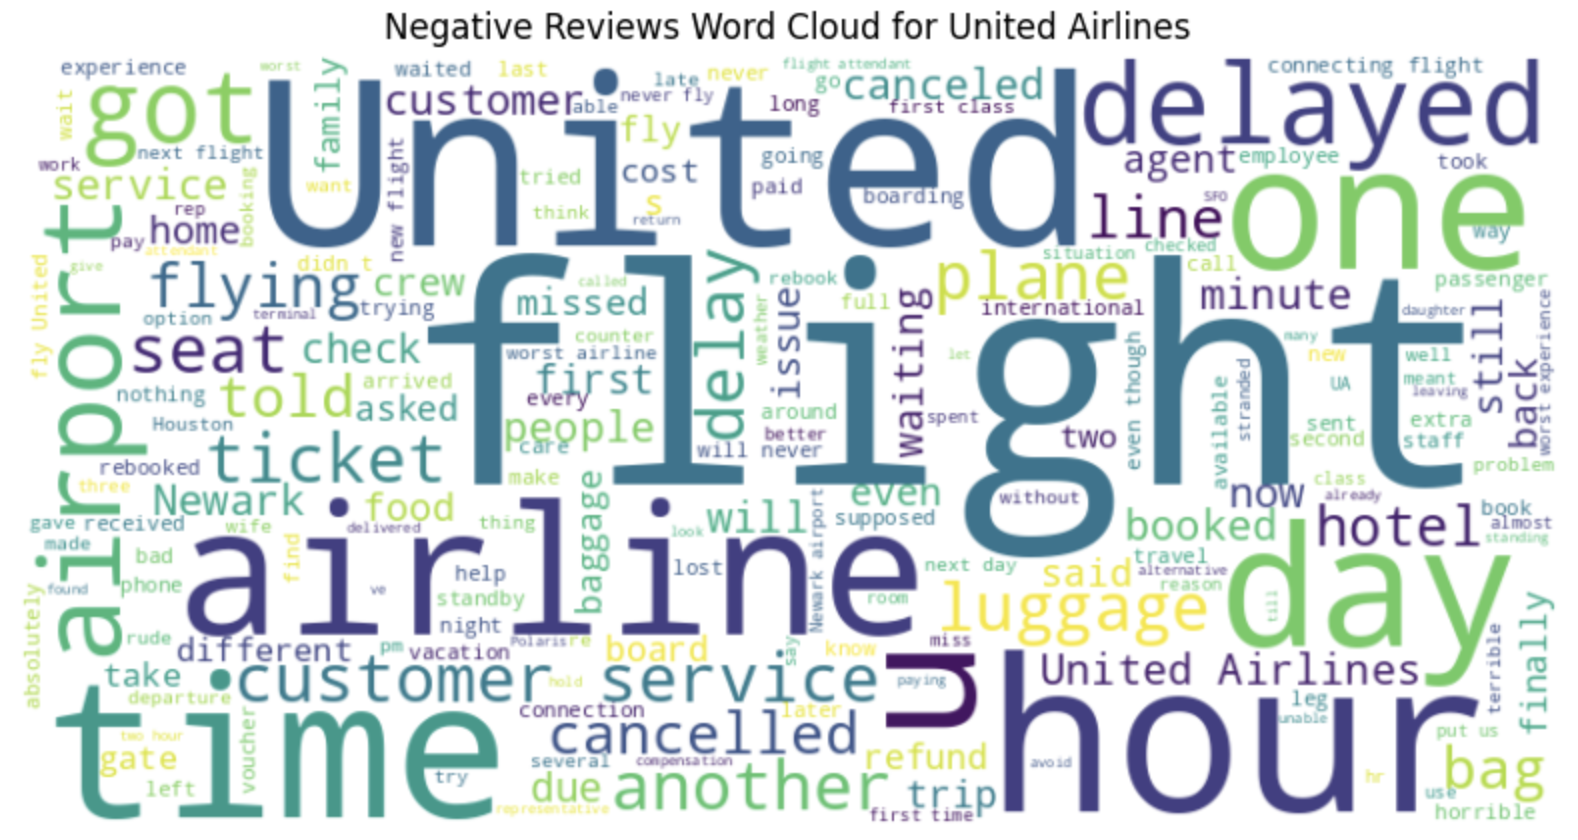 Negative Reviews Word Cloud for United Airlines
experience
worst
family
waited
last
late
never
flight attendant
go
canceled
connecting flight
wait
got
United
customer
able
never fly
long
first class
delayed
work
next flight
new flight
fly
going
agent
employee
took
service
booking
want
tried
cost
paid
boarding
line
SFO
one
rep
think
s
return
way
pay
home
attendant
situation
checked
airport
fly United
give
didn t
delay
call
passenger
flying
crew
called
rebook
plane
option
terminal
trying
missed
weather
issue
full
waiting
international
minute
daughter
still
worst experience
flight
seat
check
counter
worst airline
let
even though
many
new
well
back
nothing
told
arrived
asked
first
every
around
spent
available
stranded
UA
meant
leaving
Houston
people
better
two
sent
extra
rebooked
ticket
care
will never
second
staff
three
make
baggage
class
problem
Newark
food
even
without
now
already
book
gave
received
wife
delivered
thing
look
will
Newark airport
supposed
booked
hotel
almost
made
standing
bad
find
airline
help
lost
next day
travel
alternative
said
reason
day
absolutely
found
phone
ve
standby
room
luggage
till
finally
rude
night
different
pm
vacation
Polaris
re
board
say
know
miss
terrible
take
customer service
hold
u
paying
United Airlines
departure
connection
later
leg
unable
time
two hour
voucher
cancelled
hour
put us
gate
several
compensation
refund
avoid
hr
bag
left
try
due
another
trip
use
representative
first time
horrible